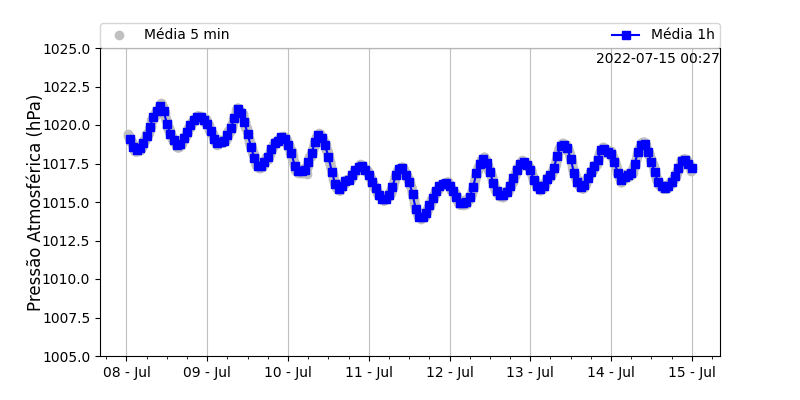 Média 5 min
Média 1h
2022-07-15 00:27
Pressão Atmosférica (hPa)
1025.0
1022.5
1020.0
1017.5
1015.0
1012.5
1010.0
1007.5
1005.0
08 - Jul
09 - Jul
10 - Jul
11 - Jul
12 - Jul
13 - Jul
14 - Jul
15 - Jul